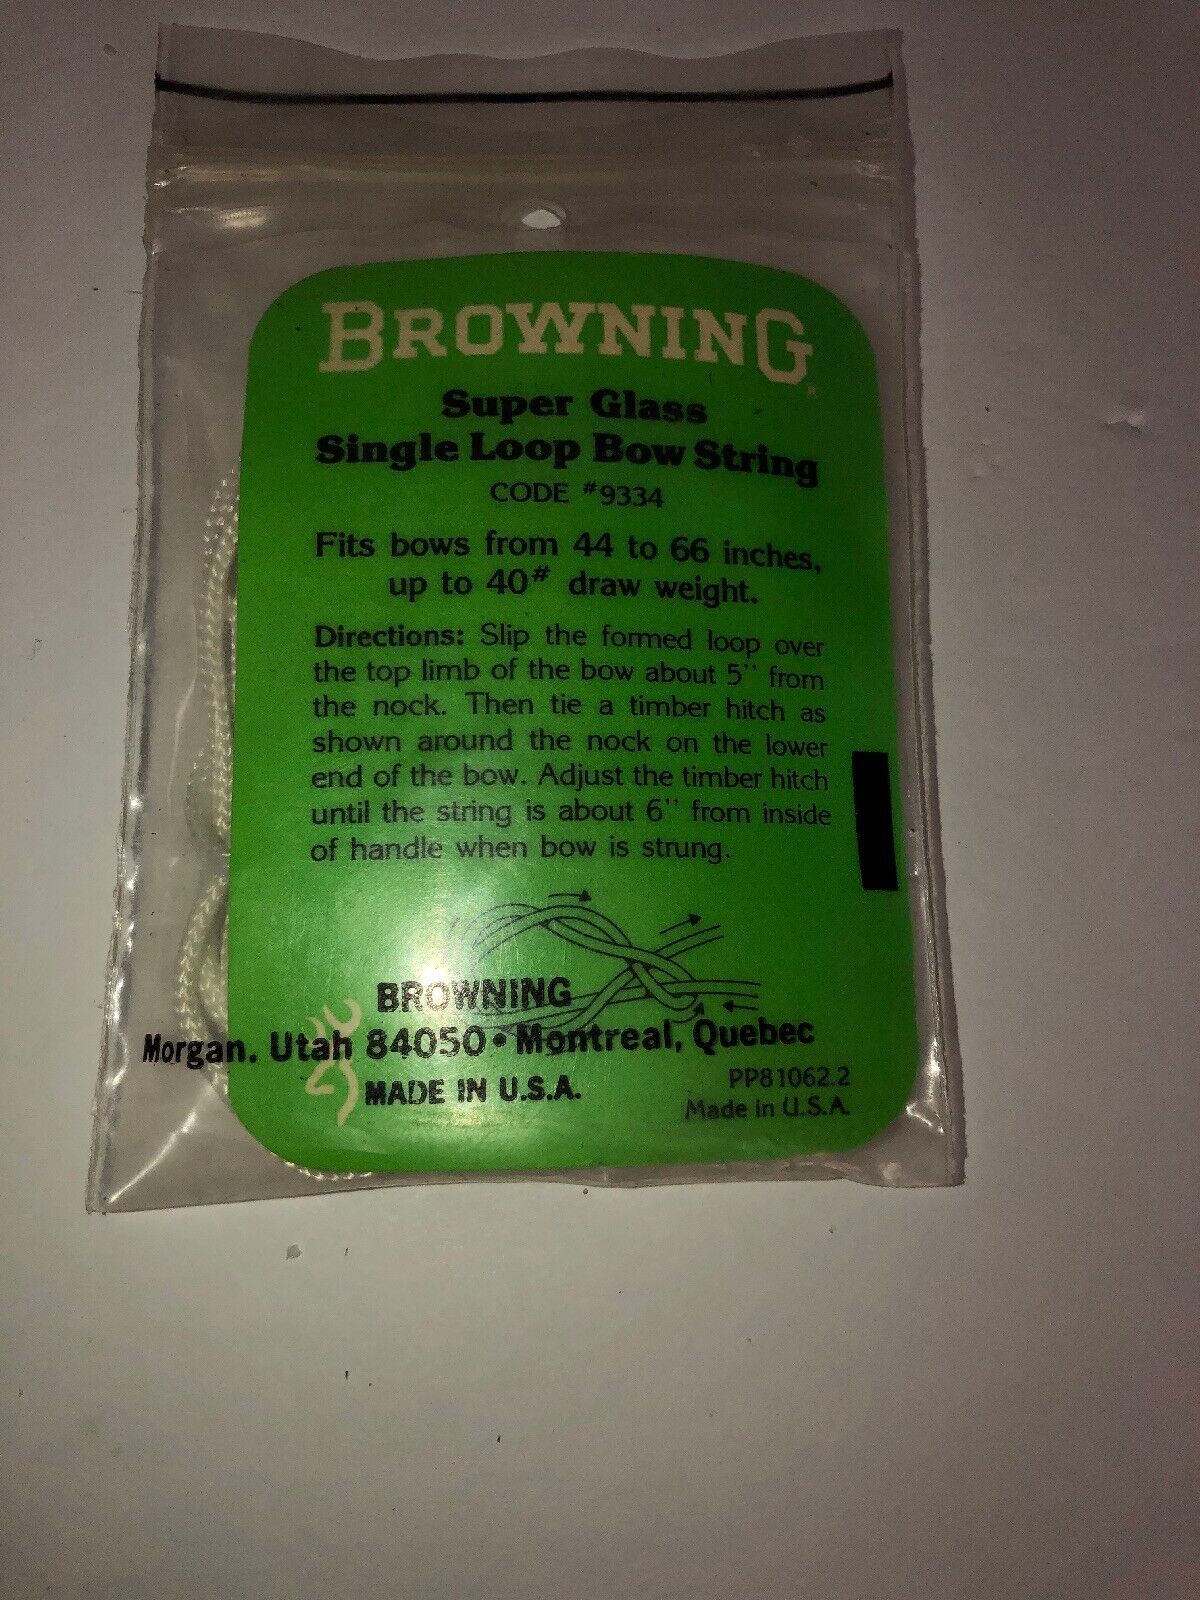 BROWNING®
Super Glass
Single Loop Bow String
CODE #9334
Fits bows from 44 to 66 inches,
up to 40# draw weight.
Directions: Slip the formed loop over
the top limb of the bow about 5'' from
the nock. Then tie a timber hitch as
shown around the nock on the lower
end of the bow. Adjust the timber hitch
until the string is about 6'' from inside
of handle when bow is strung.
BROWNING
Morgan. Utah 84050 • Montreal, Quebec
MADE IN U.S.A.
PP81062.2
Made in U.S.A.